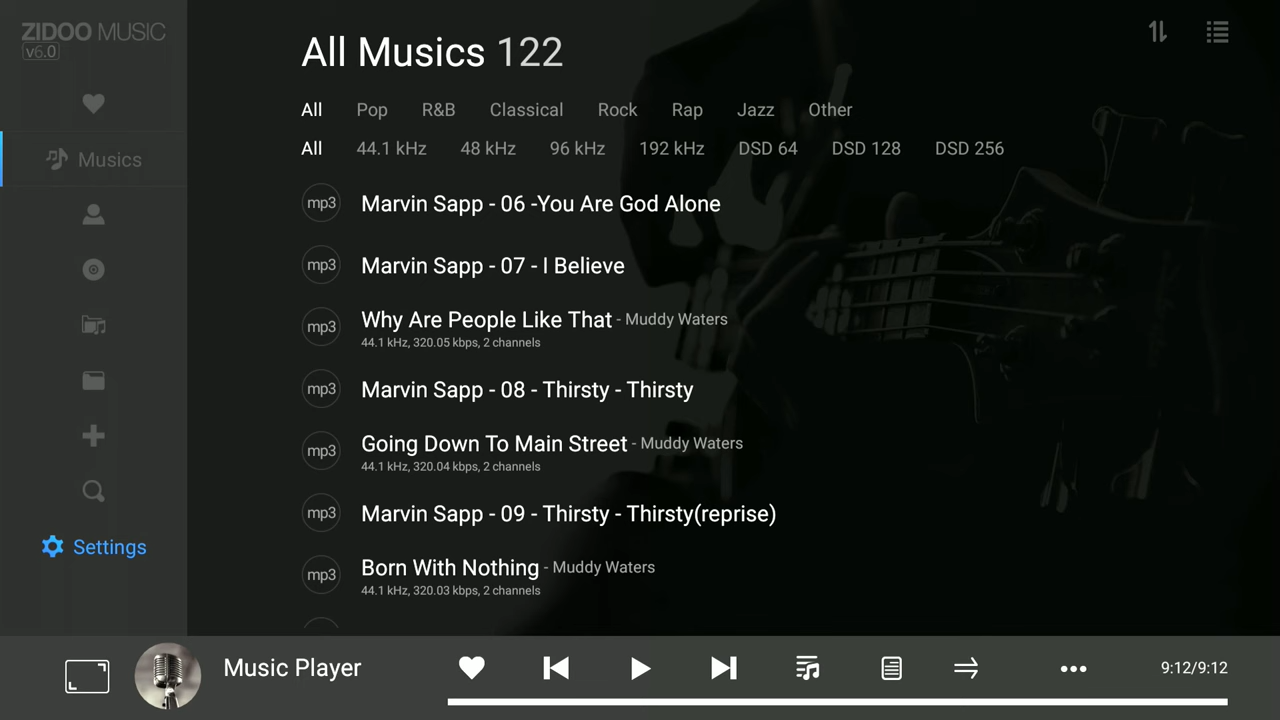 ZIDOO MUSIC
v6.0
All Musics 122
All Pop R&B Classical Rock Rap Jazz Other
All 44.1 kHz 48 kHz 96 kHz 192 kHz DSD 64 DSD 128 DSD 256
Musics
mp3 Marvin Sapp - 06 -You Are God Alone
mp3 Marvin Sapp - 07 - I Believe
mp3 Why Are People Like That - Muddy Waters
44.1 kHz, 320.05 kbps, 2 channels
mp3 Marvin Sapp - 08 - Thirsty - Thirsty
mp3 Going Down To Main Street - Muddy Waters
44.1 kHz, 320.04 kbps, 2 channels
mp3 Marvin Sapp - 09 - Thirsty - Thirsty(reprise)
Settings
mp3 Born With Nothing - Muddy Waters
44.1 kHz, 320.03 kbps, 2 channels
Music Player
9:12/9:12